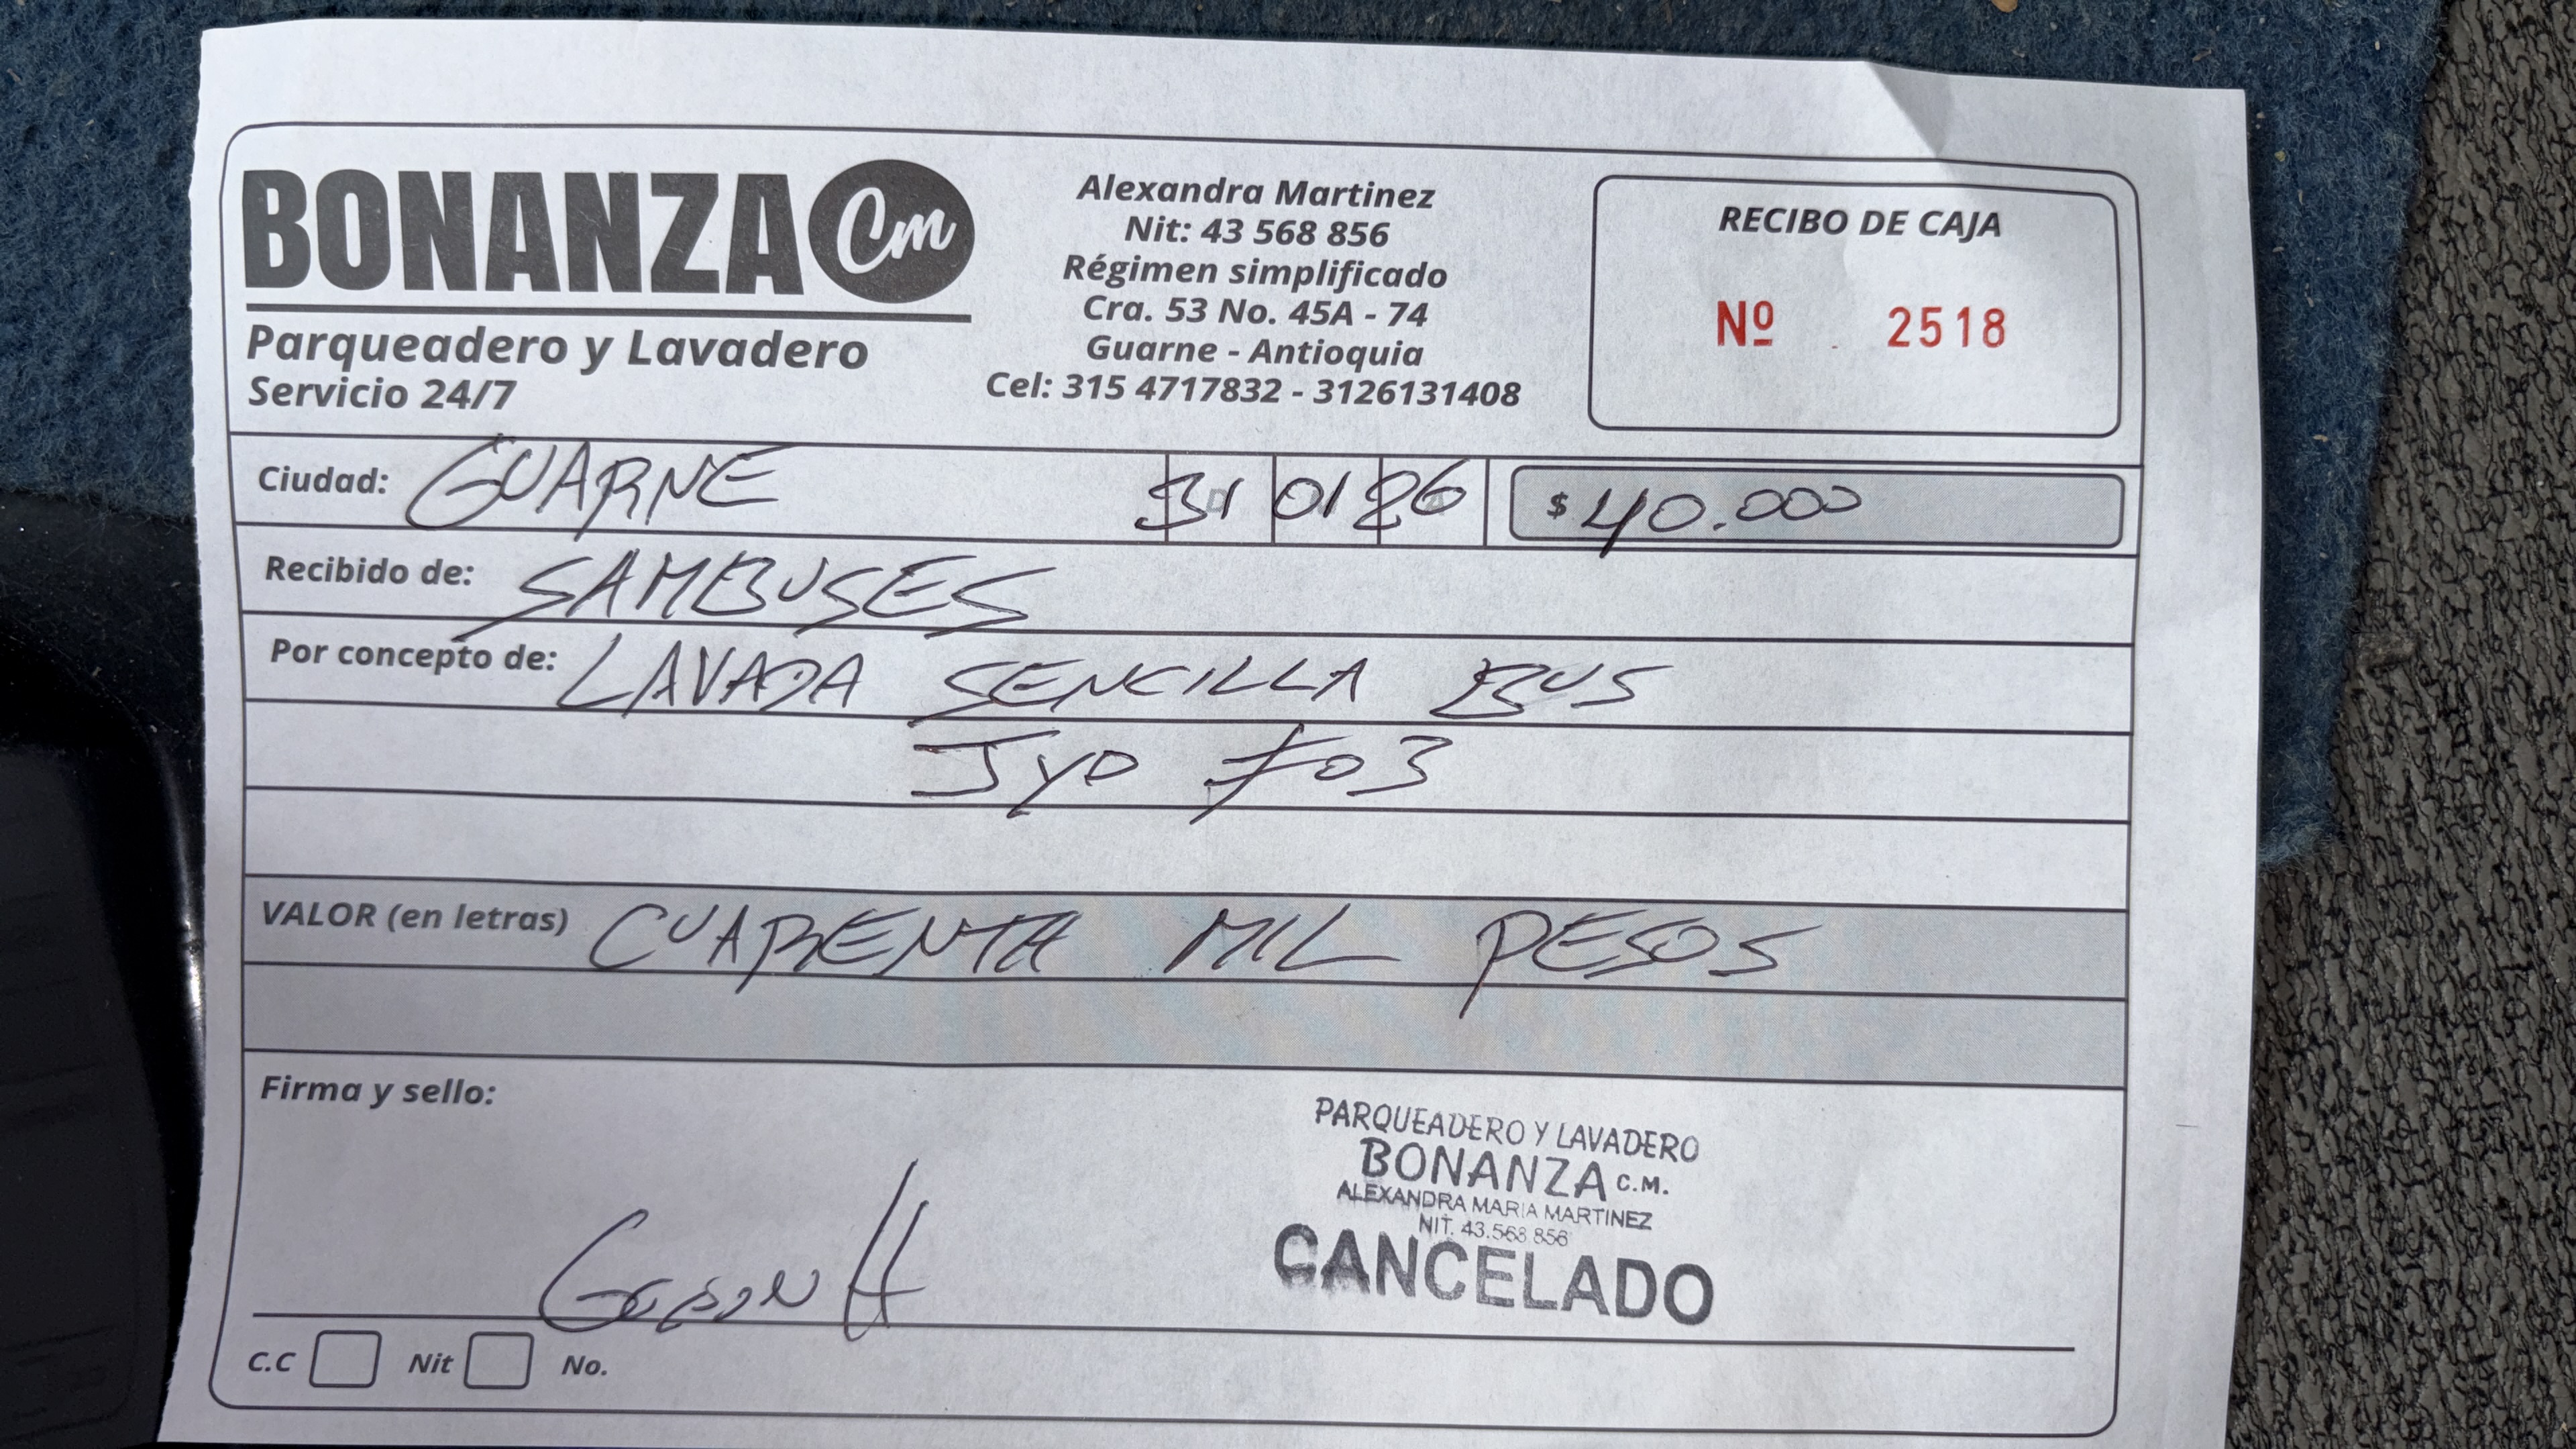 BONANZA Cm
Parqueadero y Lavadero
Servicio 24/7
Alexandra Martinez
Nit: 43 568 856
Régimen simplificado
Cra. 53 No. 45A - 74
Guarne - Antioquia
Cel: 315 4717832 - 3126131408
RECIBO DE CAJA
Nº 2518
Ciudad: GUARNE 31 01 26 $ 40.000
Recibido de: SAMBUSES
Por concepto de: LAVADA SENCILLA BUS
#03
VALOR (en letras) CUARENTA MIL PESOS
Firma y sello:
PARQUEADERO Y LAVADERO
BONANZA C.M.
ALEXANDRA MARIA MARTINEZ
NIT. 43.568 856
CANCELADO
C.C Nit No.